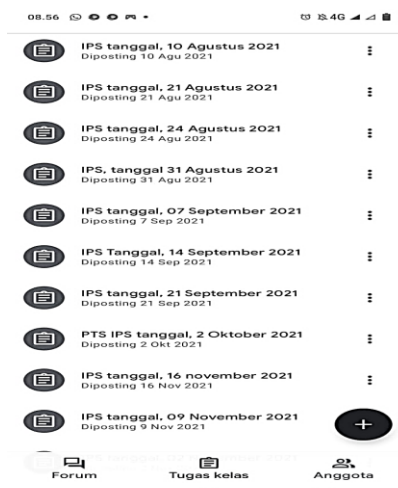 08.56
4G
IPS tanggal, 10 Agustus 2021
Diposting 10 Agu 2021
IPS tanggal, 21 Agustus 2021
Diposting 21 Agu 2021
IPS tanggal, 24 Agustus 2021
Diposting 24 Agu 2021
IPS, tanggal 31 Agustus 2021
Diposting 31 Agu 2021
IPS tanggal, 07 September 2021
Diposting 7 Sep 2021
IPS Tanggal, 14 September 2021
Diposting 14 Sep 2021
IPS tanggal, 21 September 2021
Diposting 21 Sep 2021
PTS IPS tanggal, 2 Oktober 2021
Diposting 2 Okt 2021
IPS tanggal, 16 november 2021
Diposting 16 Nov 2021
IPS tanggal, 09 November 2021
Diposting 9 Nov 2021
Forum
Tugas kelas
Anggota